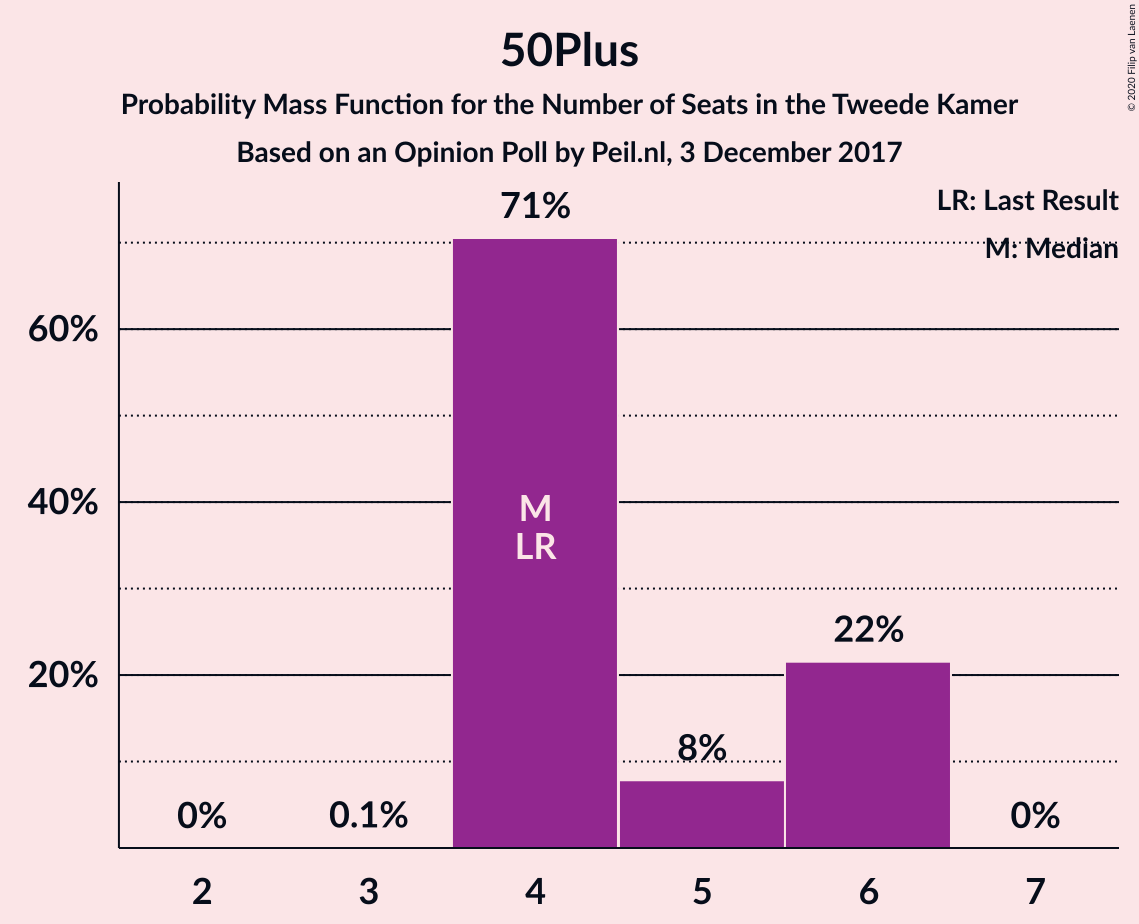 50Plus
Probability Mass Function for the Number of Seats in the Tweede Kamer
Based on an Opinion Poll by Peil.nl, 3 December 2017
© 2020 Filip van Laenen
LR: Last Result
M: Median
71%
60%
40%
20%
M
LR
22%
8%
0%
0.1%
0%
2
3
4
5
6
7